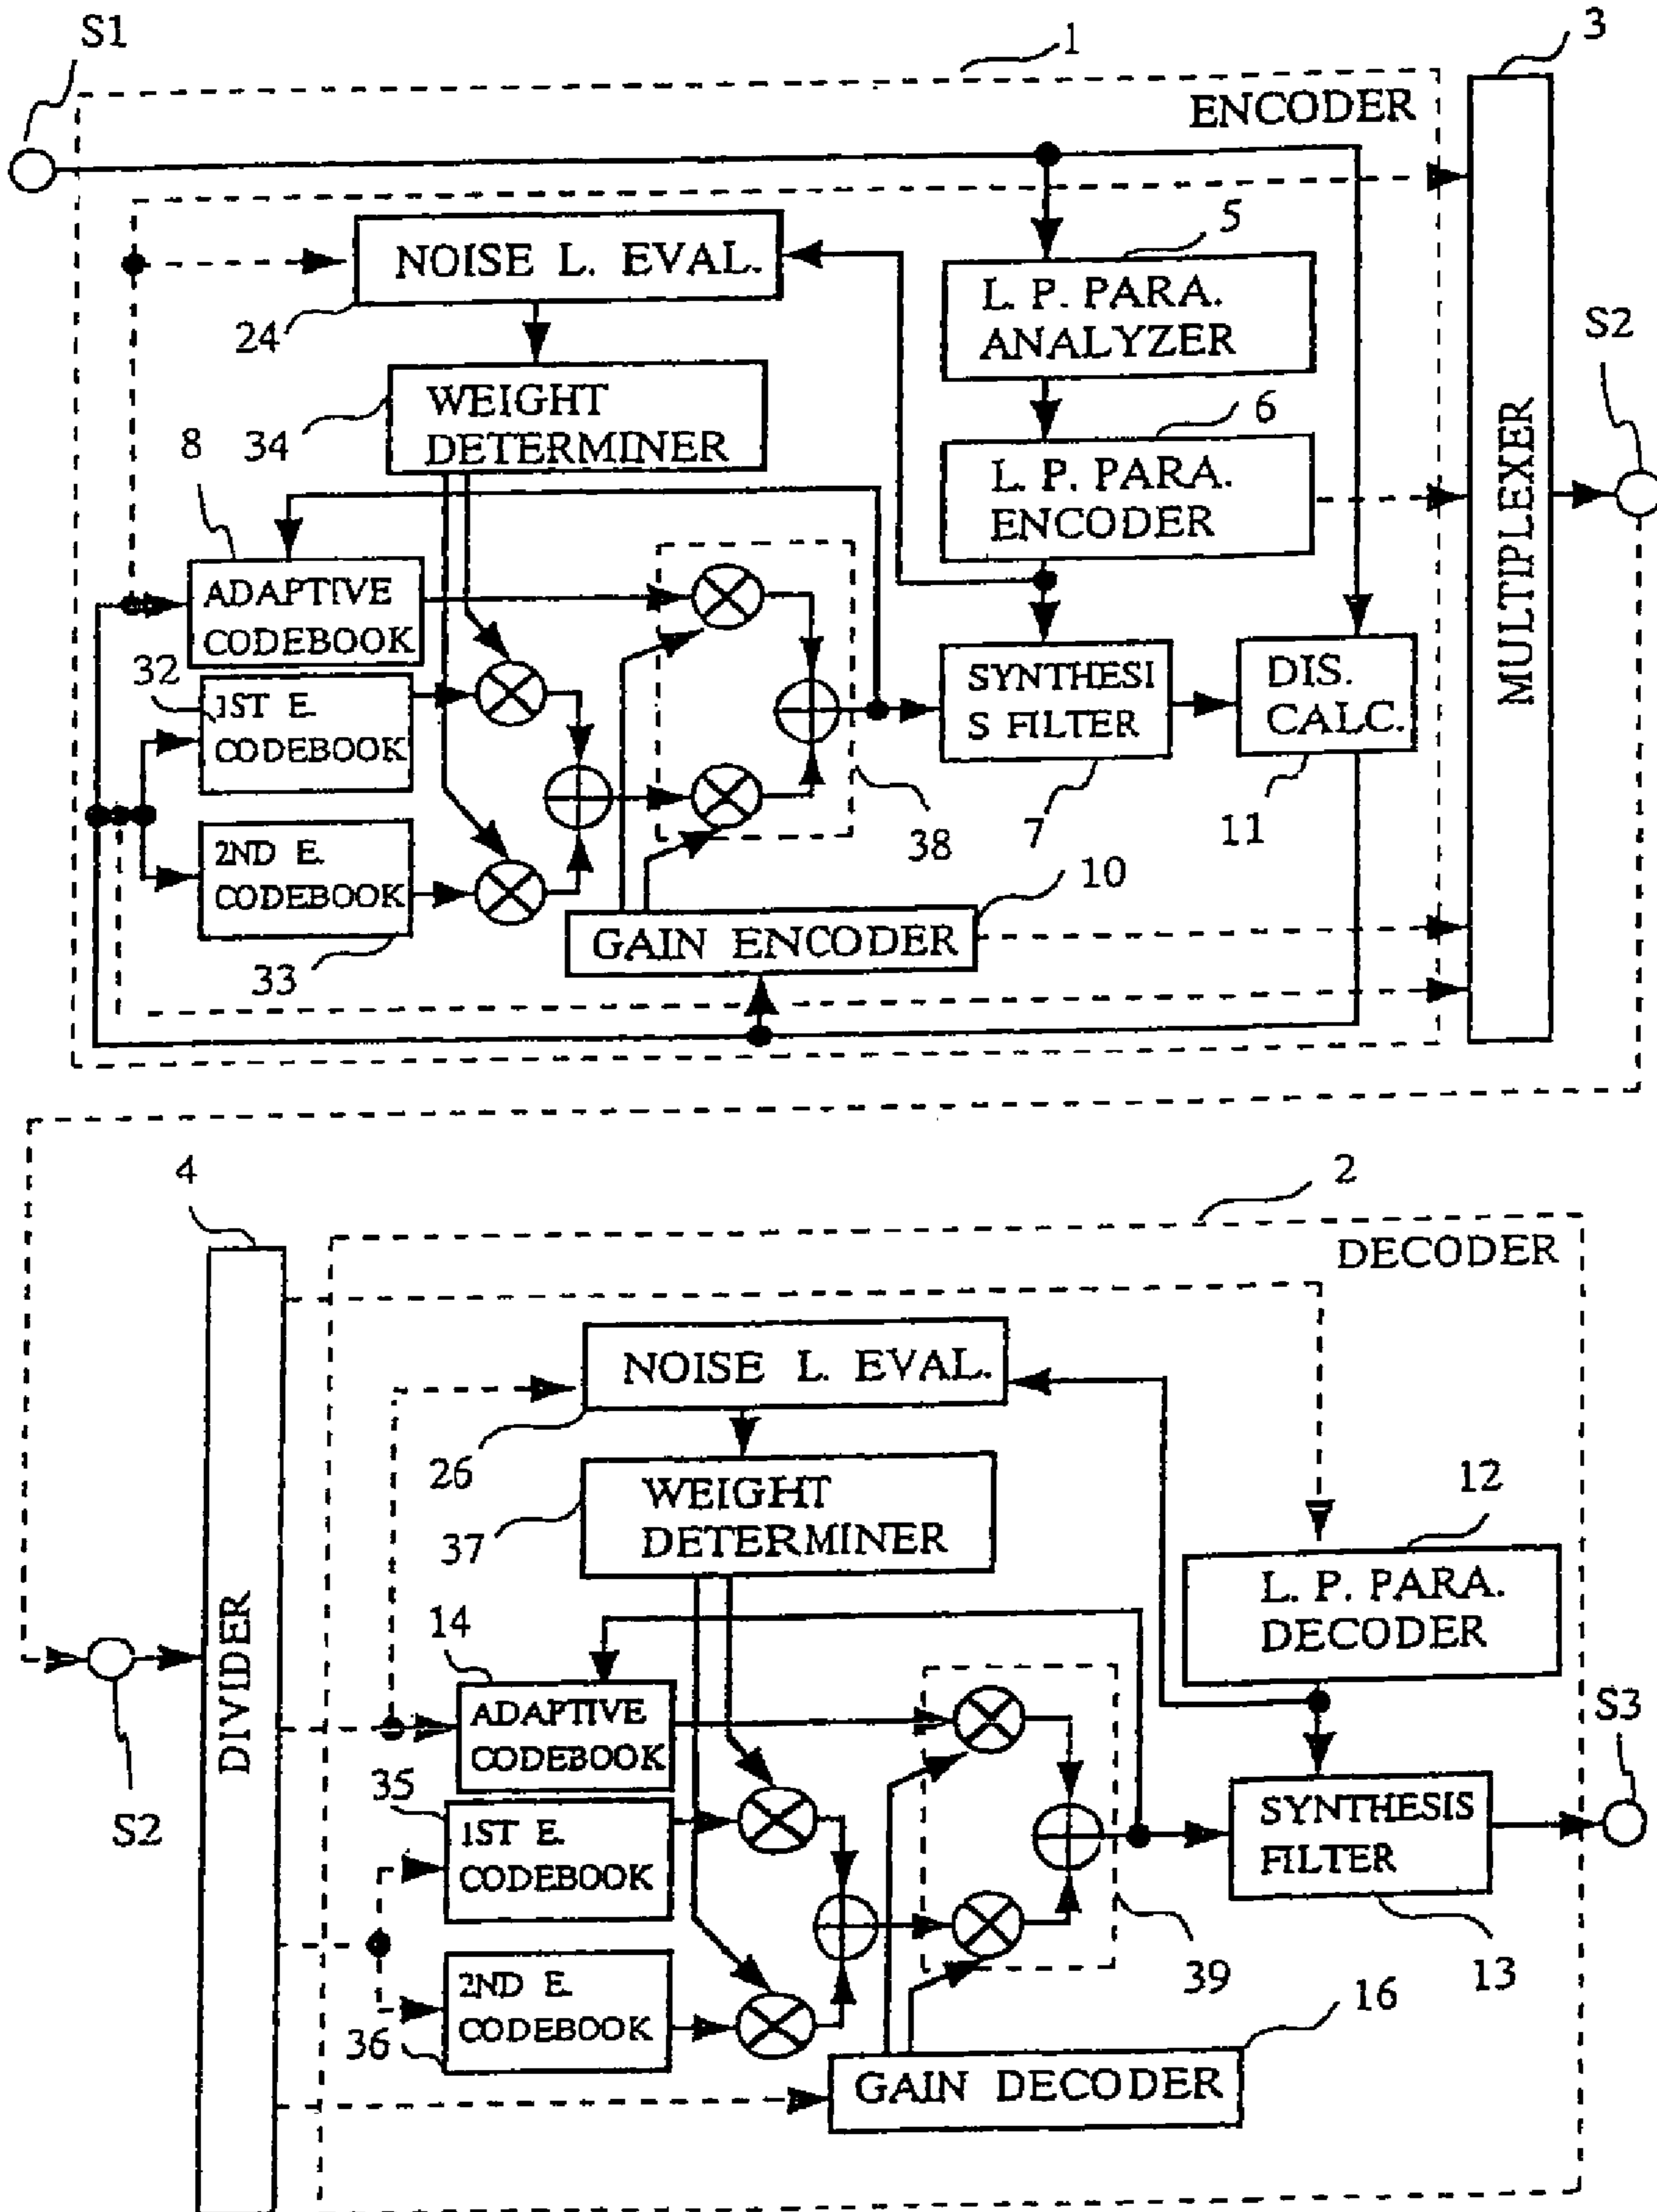 S1
1
3
ENCODER
NOISE L. EVAL.
24
5
L. P. PARA.
ANALYZER
S2
WEIGHT
DETERMINER
34
8
6
L. P. PARA.
ENCODER
MULTIPLEXER
ADAPTIVE
CODEBOOK
32
1ST E.
CODEBOOK
SYNTHESI
S FILTER
DIS.
CALC.
7
11
38
2ND E.
CODEBOOK
33
10
GAIN ENCODER
4
2
DECODER
NOISE L. EVAL.
26
WEIGHT
DETERMINER
37
12
L. P. PARA.
DECODER
DIVIDER
14
ADAPTIVE
CODEBOOK
S3
S2
35
1ST E.
CODEBOOK
SYNTHESIS
FILTER
13
39
2ND E.
CODEBOOK
36
16
GAIN DECODER